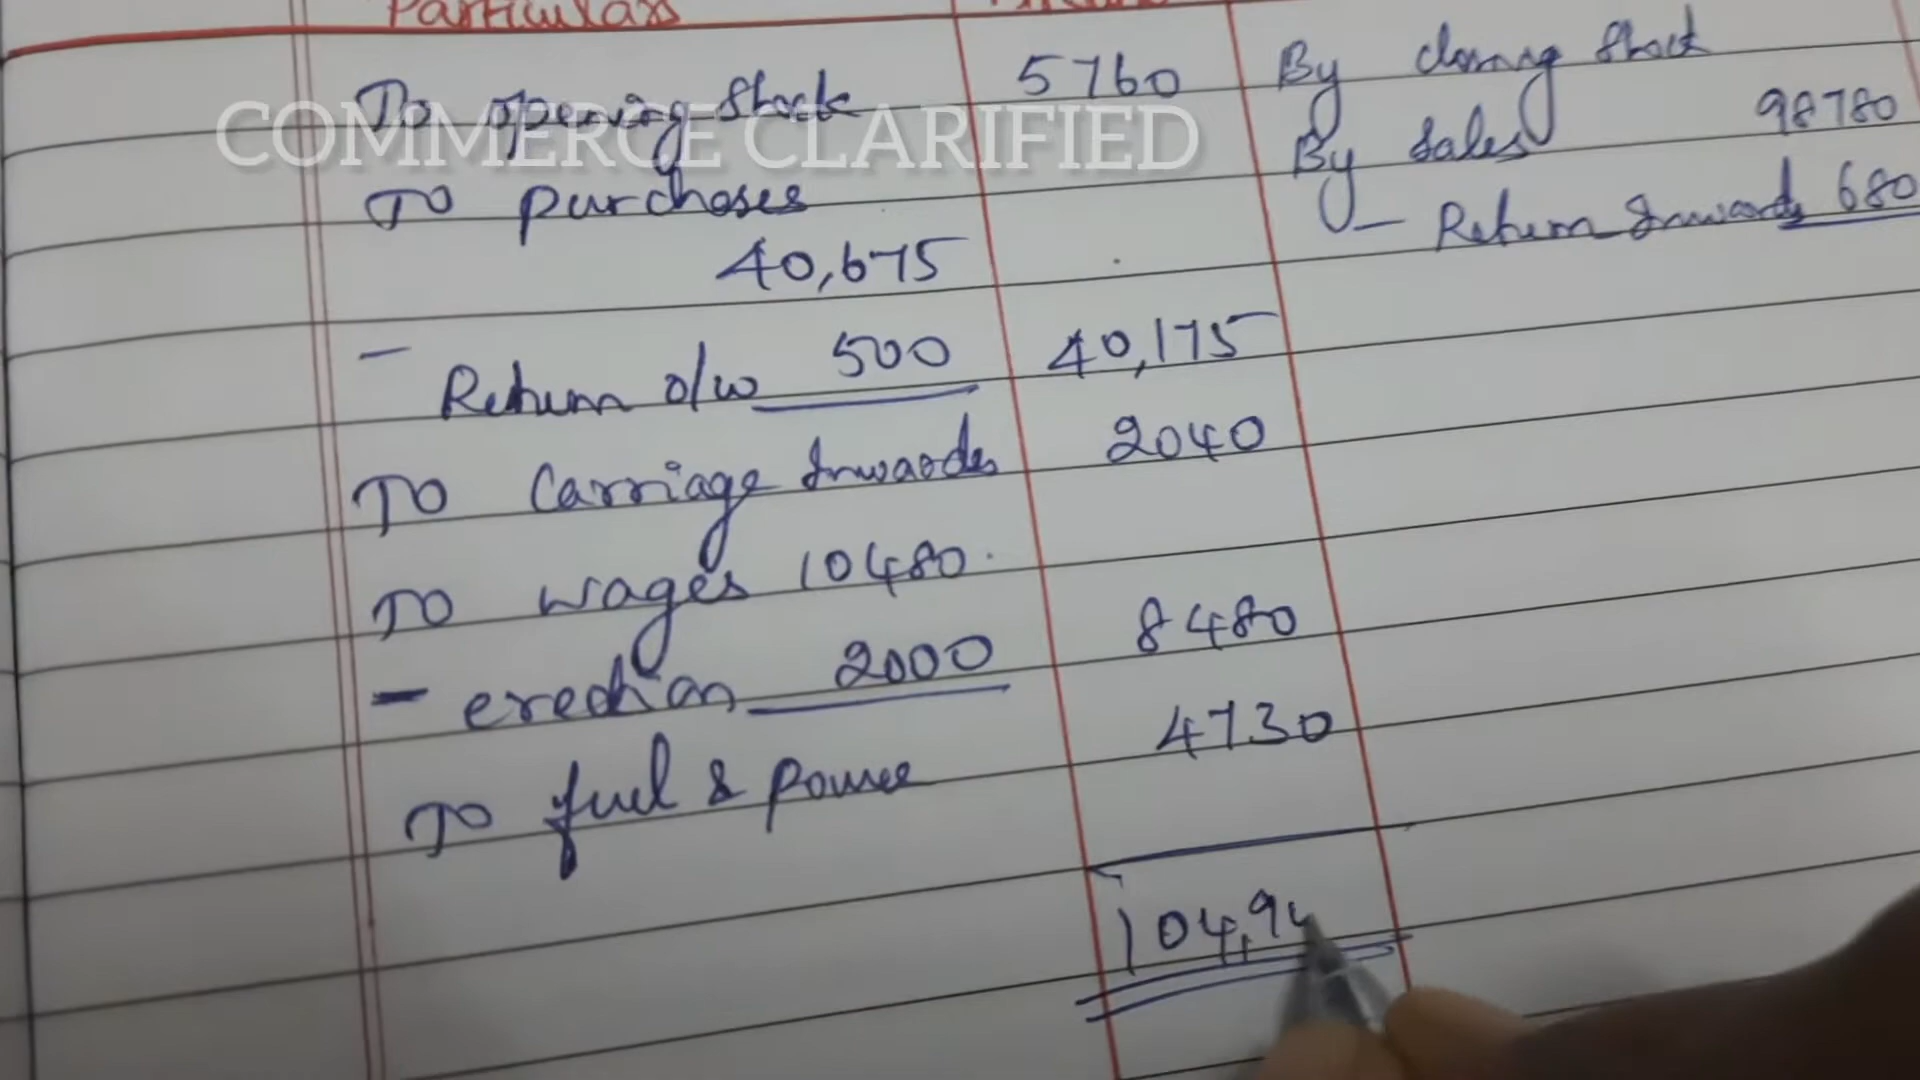 Particulars
To opening Stock 5760
To purchases
40,675
- Return o/w 500 40,175
To Carriage Inwards 2040
To wages 10480.
- erection 2000 8480
To fuel & Power 4730
104,94
By closing Stock
By Sales 98780
- Return Inwards 680
COMMERCE CLARIFIED